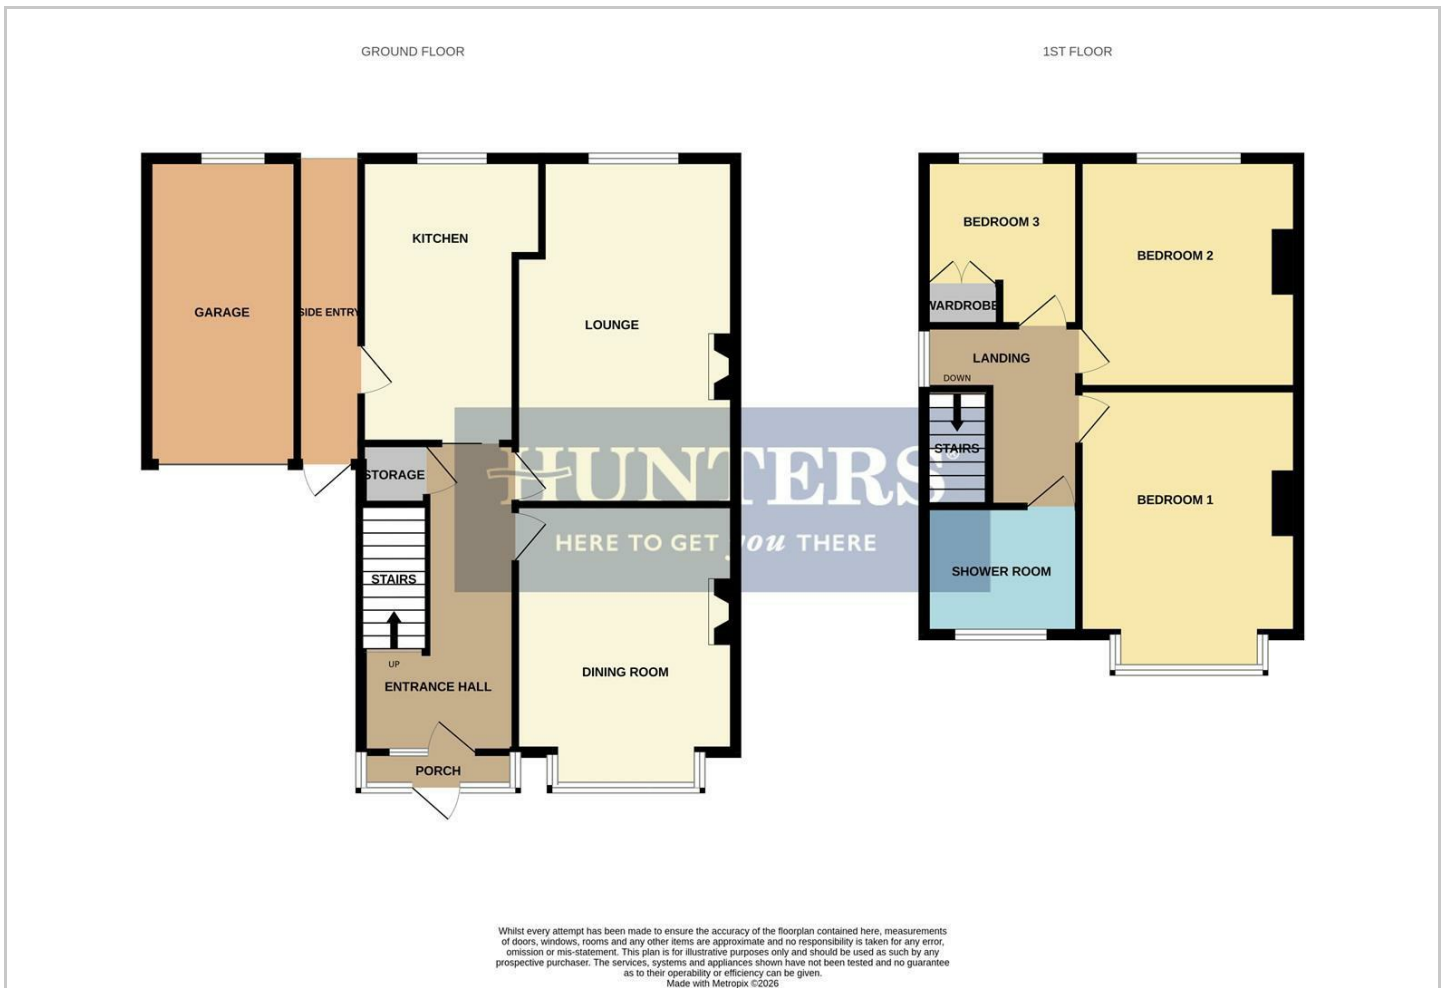 GROUND FLOOR
1ST FLOOR
KITCHEN
GARAGE
SIDE ENTRY
LOUNGE
STORAGE
STAIRS
UP
ENTRANCE HALL
DINING ROOM
PORCH
BEDROOM 3
BEDROOM 2
WARDROBE
LANDING
DOWN
STAIRS
BEDROOM 1
SHOWER ROOM
HUNTERS®
HERE TO GET you THERE
Whilst every attempt has been made to ensure the accuracy of the floorplan contained here, measurements
of doors, windows, rooms and any other items are approximate and no responsibility is taken for any error,
omission or mis-statement. This plan is for illustrative purposes only and should be used as such by any
prospective purchaser. The services, systems and appliances shown have not been tested and no guarantee
as to their operability or efficiency can be given.
Made with Metropix ©2026